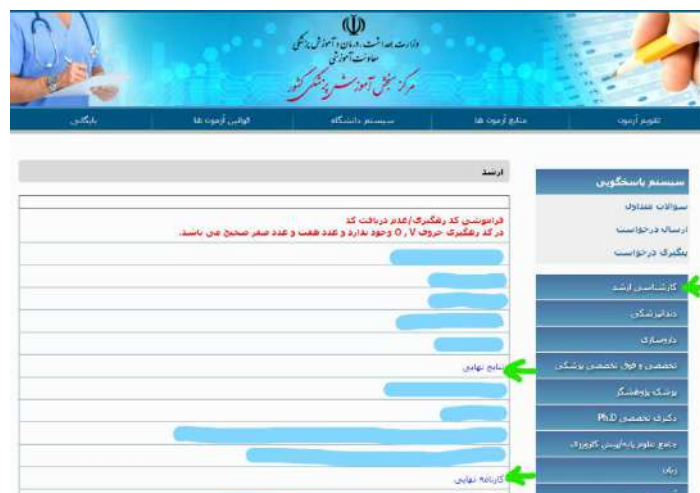 وزارت بهداشت، درمان و آموزش پزشکی
معاونت آموزشی
مرکز سنجش آموزش پزشکی کشور
تقویم آزمون
منابع آزمون ها
سیستم دانشگاه
قوانین آزمون ها
بایگانی
سیستم پاسخگویی
سوالات متداول
ارسال درخواست
پیگیری درخواست
کارشناسی ارشد
دندانپزشکی
داروسازی
تخصصی و فوق تخصصی پزشکی
پزشک پژوهشگر
دکتری تخصصی Ph.D
جامع علوم پایه/پیش کارورزی
زبان
ارشد
فراموشی کد رهگیری/عدم دریافت کد
در کد رهگیری حروف O , V وجود ندارد و عدد هفت و عدد صفر صحیح می باشد.
نتایج نهایی
کارنامه نهایی